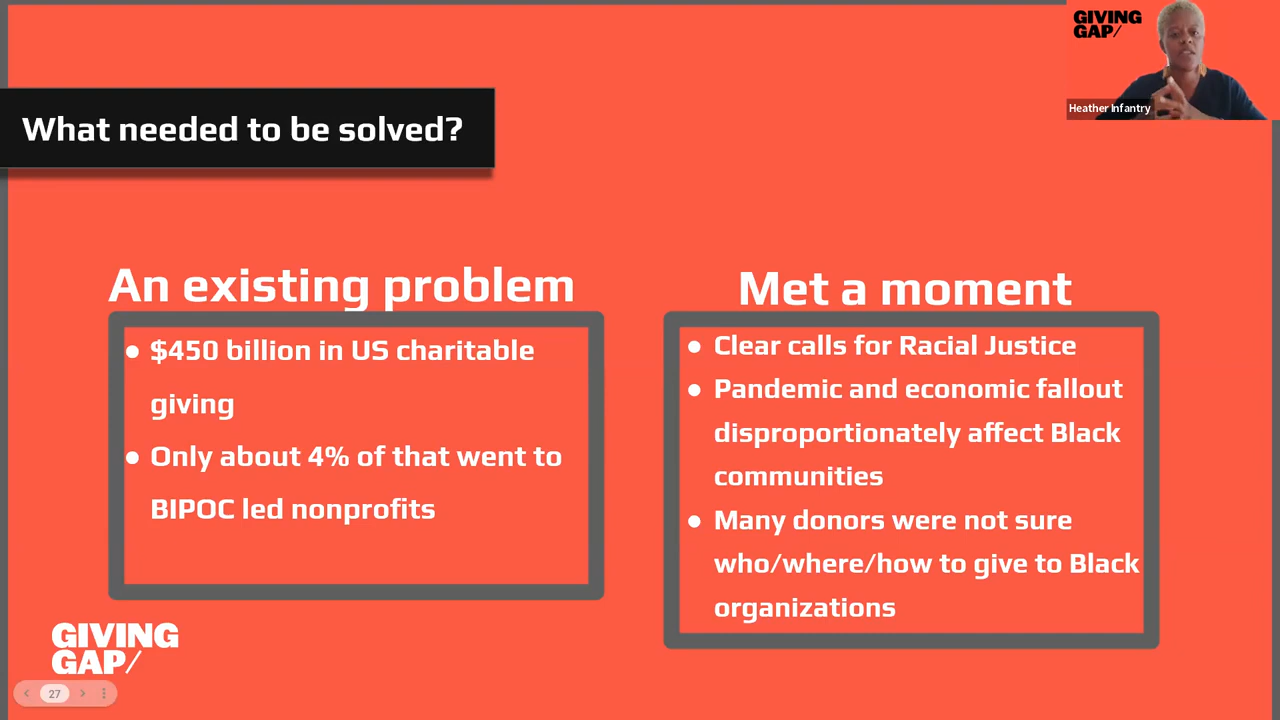 GIVING
GAP/
Heather Infantry
What needed to be solved?
An existing problem
● $450 billion in US charitable
giving
● Only about 4% of that went to
BIPOC led nonprofits
Met a moment
● Clear calls for Racial Justice
● Pandemic and economic fallout
disproportionately affect Black
communities
● Many donors were not sure
who/where/how to give to Black
organizations
GIVING
GAP/
27